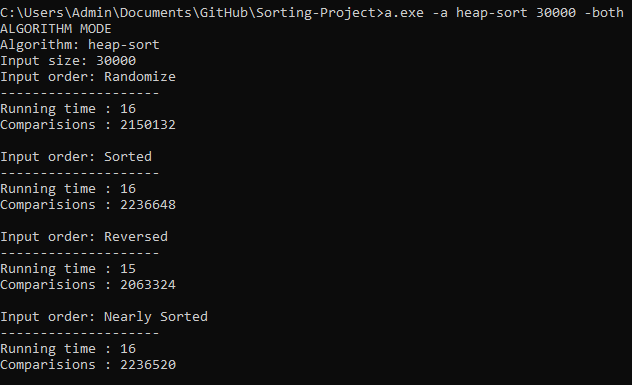 C:\Users\Admin\Documents\GitHub\Sorting-Project>a.exe -a heap-sort 30000 -both
ALGORITHM MODE
Algorithm: heap-sort
Input size: 30000
Input order: Randomize
--------------------
Running time : 16
Comparisions : 2150132

Input order: Sorted
--------------------
Running time : 16
Comparisions : 2236648

Input order: Reversed
--------------------
Running time : 15
Comparisions : 2063324

Input order: Nearly Sorted
--------------------
Running time : 16
Comparisions : 2236520